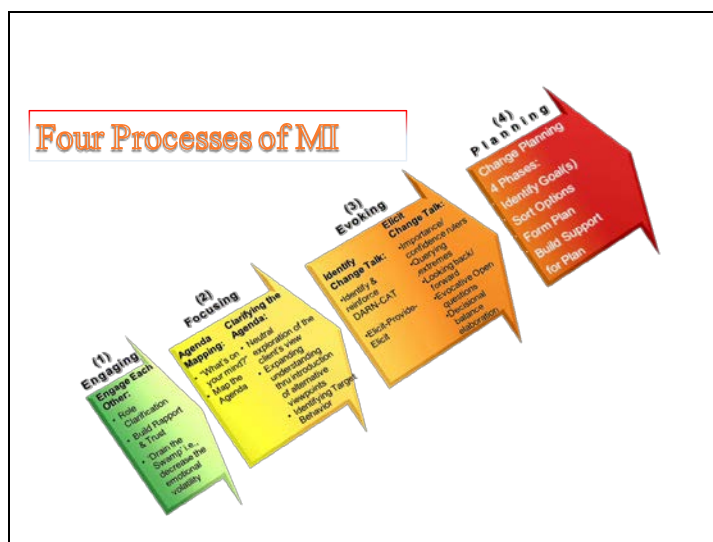 Four Processes of MI
(1)
Engaging
Engage Each
Other:
• Role
Clarification
• Build Rapport
& Trust
• "Drain the
Swamp" i.e.,
decrease the
emotional
volatility
(2)
Focusing
Agenda
Mapping:
• "What's on
your mind?"
• Map the
Agenda
Clarifying the
Agenda:
• Neutral
exploration of the
client's view
• Expanding
understanding
thru introduction
of alternative
viewpoints
• Identifying Target
Behavior
(3)
Evoking
Identify
Change Talk:
•Identify &
reinforce
DARN-CAT
•Elicit-Provide-
Elicit
Elicit
Change Talk:
•Importance/
confidence rulers
•Querying
extremes
•Looking back/
forward
•Evocative Open
questions
•Decisional
balance
elaboration
(4)
Planning
Change Planning
4 Phases:
Identify Goal(s)
Sort Options
Form Plan
Build Support
for Plan